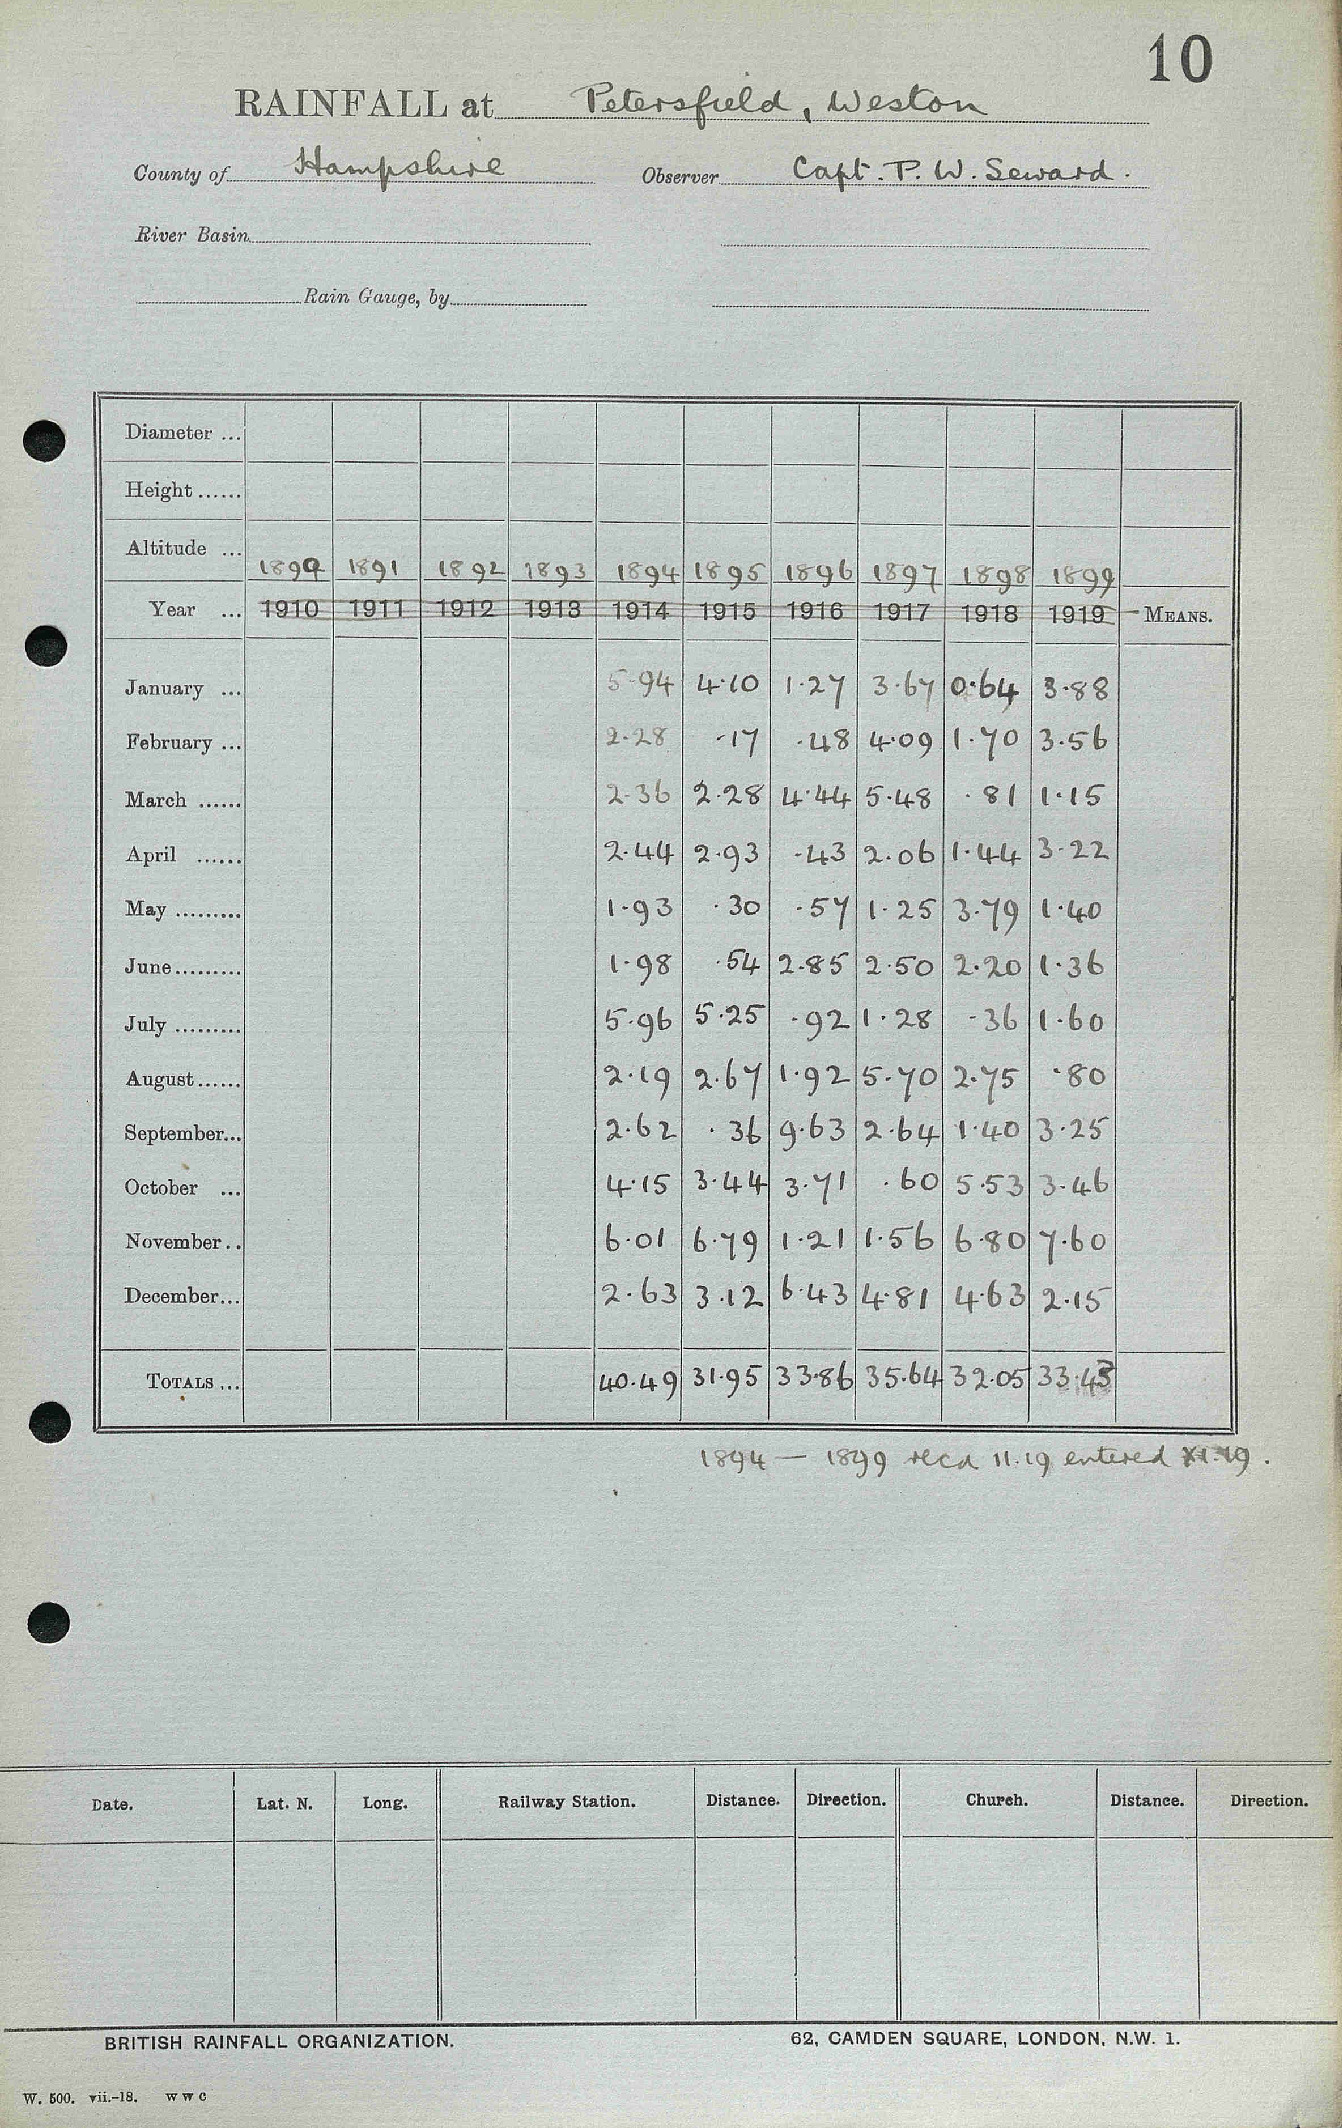 10
RAINFALL at Petersfield, Weston
County of Hampshire Observer Capt. P. W. Seward.
River Basin
Rain Gauge, by
Diameter ...
Height ......
Altitude ...
1890 1891 1892 1893 1894 1895 1896 1897 1898 1899
Year ... 1910 1911 1912 1913 1914 1915 1916 1917 1918 1919 MEANS.
January ... 5.94 4.10 1.27 3.67 0.64 3.88
February ... 2.28 .17 .48 4.09 1.70 3.56
March ...... 2.36 2.28 4.44 5.48 .81 1.15
April ...... 2.44 2.93 .43 2.06 1.44 3.22
May ......... 1.93 .30 .57 1.25 3.79 1.40
June......... 1.98 .54 2.85 2.50 2.20 1.36
July ......... 5.96 5.25 .92 1.28 .36 1.60
August...... 2.19 2.67 1.92 5.70 2.75 .80
September... 2.62 .36 9.63 2.64 1.40 3.25
October ... 4.15 3.44 3.71 .60 5.53 3.46
November.. 6.01 6.79 1.21 1.56 6.80 7.60
December... 2.63 3.12 6.43 4.81 4.63 2.15
TOTALS ... 40.49 31.95 33.86 35.64 32.05 33.43
1894 — 1899 recd 11.19 entered XI.19.
Date. Lat. N. Long. Railway Station. Distance. Direction. Church. Distance. Direction.
BRITISH RAINFALL ORGANIZATION. 62, CAMDEN SQUARE, LONDON, N.W. 1.
W. 500. vii.-18. W W C